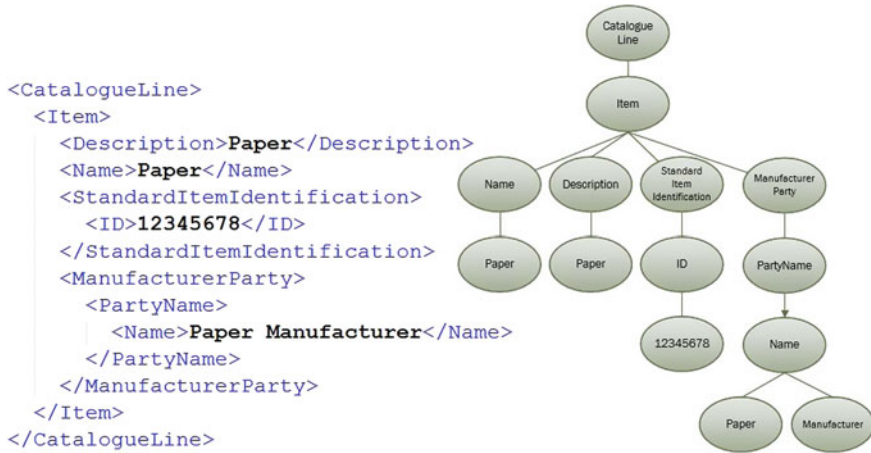 <CatalogueLine>
<Item>
<Description>Paper</Description>
<Name>Paper</Name>
<StandardItemIdentification>
<ID>12345678</ID>
</StandardItemIdentification>
<ManufacturerParty>
<PartyName>
<Name>Paper Manufacturer</Name>
</PartyName>
</ManufacturerParty>
</Item>
</CatalogueLine>
Catalogue
Line
Item
Name
Description
Standard
Item
Identification
Manufacturer
Party
Paper
Paper
ID
PartyName
12345678
Name
Paper
Manufacturer